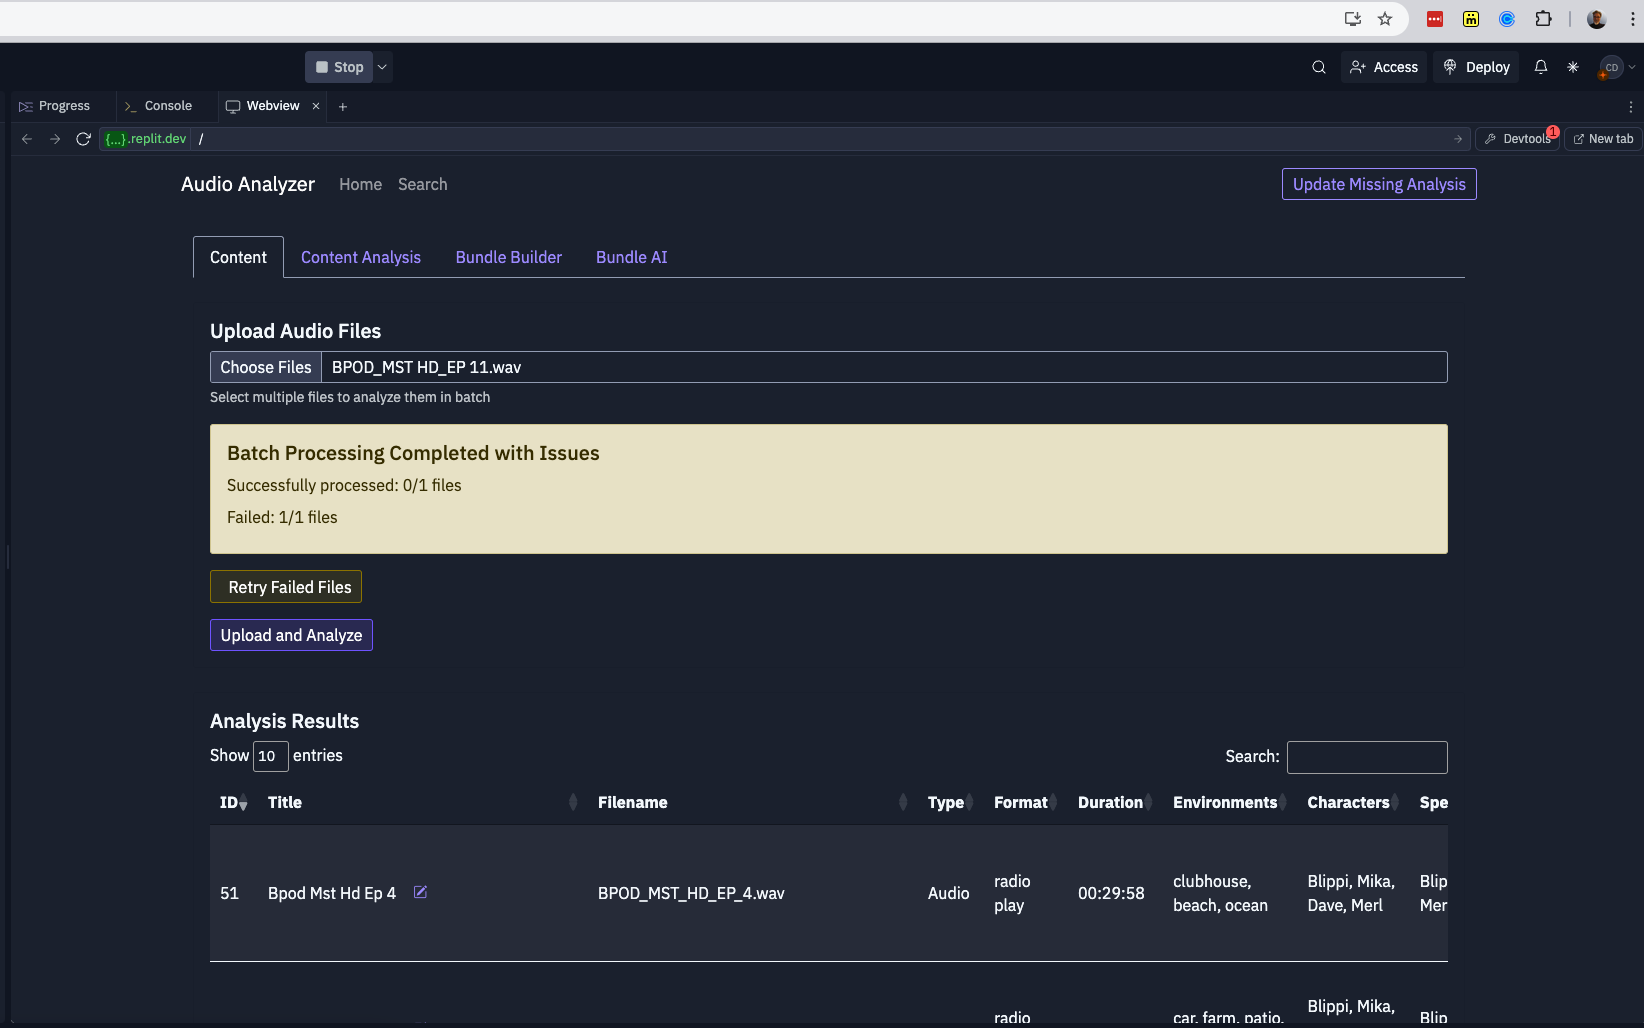 Stop
Access
Deploy
CD
Progress
Console
Webview
{...}.replit.dev /
Devtools 1
New tab
Audio Analyzer
Home
Search
Update Missing Analysis
Content
Content Analysis
Bundle Builder
Bundle AI
Upload Audio Files
Choose Files BPOD_MST HD_EP 11.wav
Select multiple files to analyze them in batch
Batch Processing Completed with Issues
Successfully processed: 0/1 files
Failed: 1/1 files
Retry Failed Files
Upload and Analyze
Analysis Results
Show 10 entries
Search:
ID Title Filename Type Format Duration Environments Characters Spe
51 Bpod Mst Hd Ep 4 BPOD_MST_HD_EP_4.wav Audio radio play 00:29:58 clubhouse, beach, ocean Blippi, Mika, Dave, Merl Blip Mer
radio car, farm, patio, Blippi, Mika, Blip